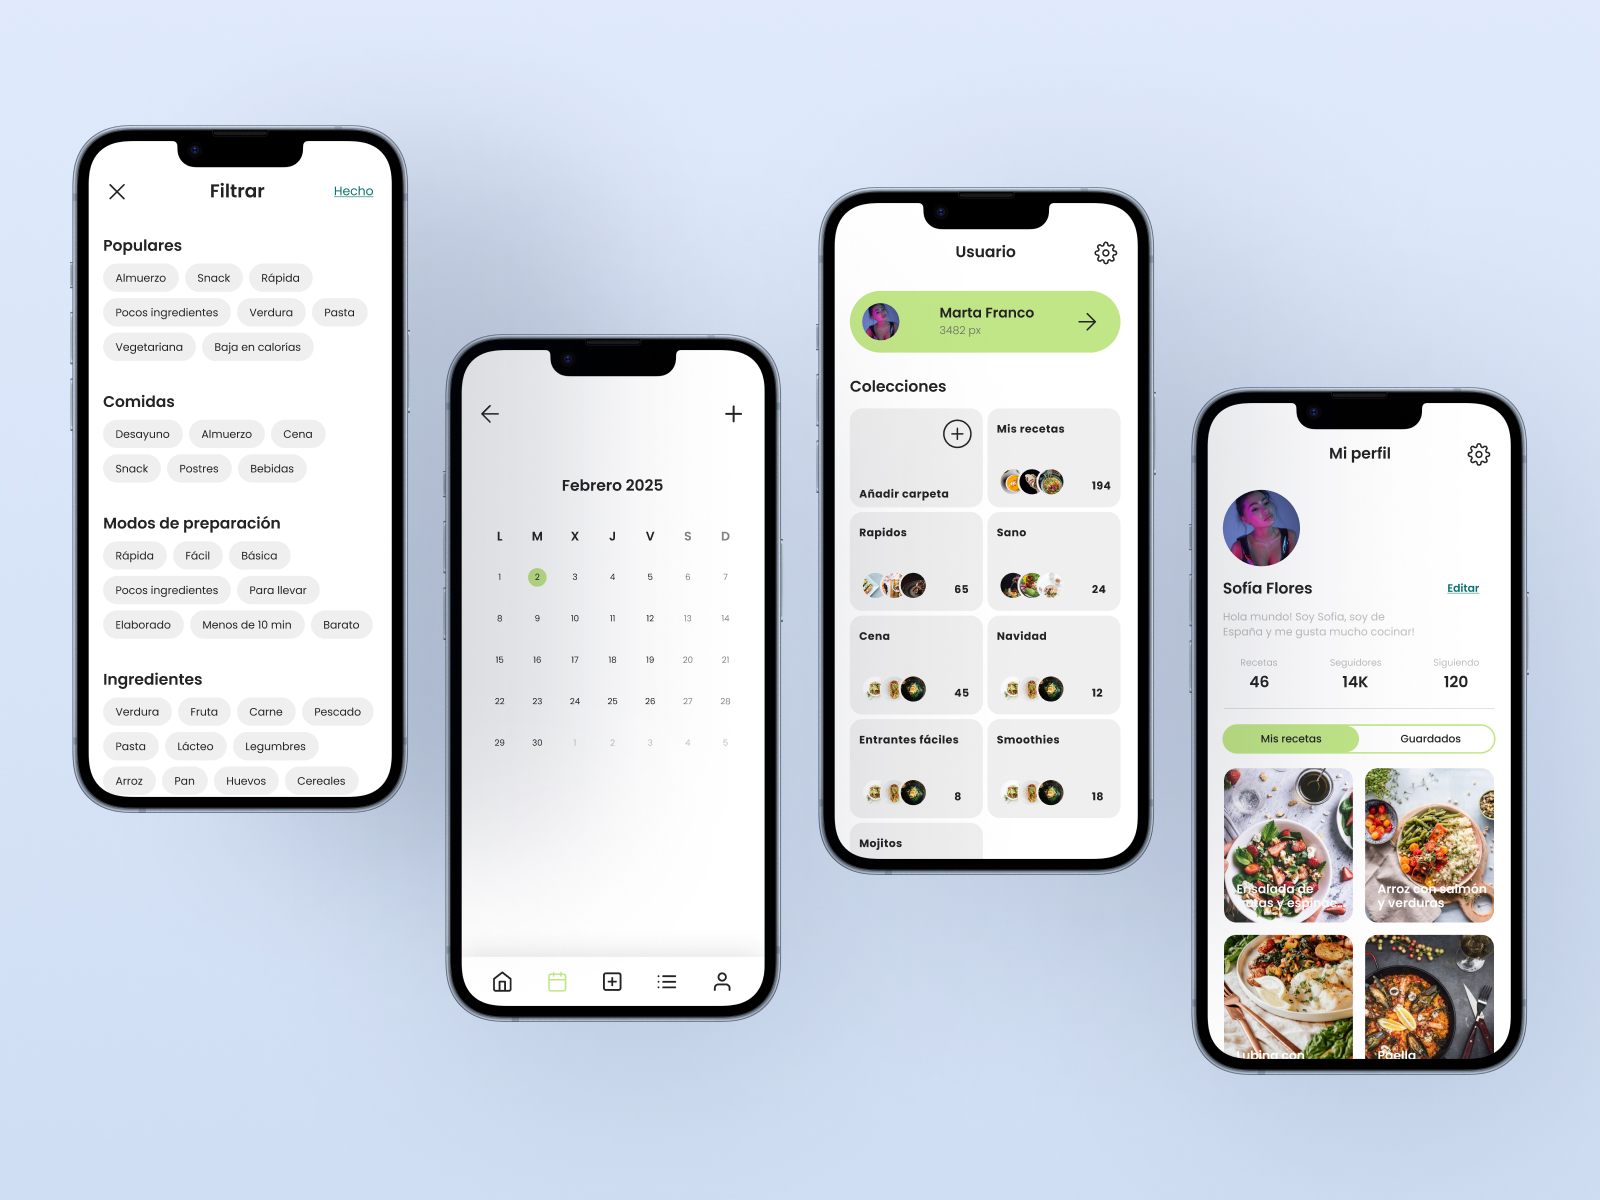 Filtrar
Hecho
Populares
Almuerzo Snack Rápida
Pocos ingredientes Verdura Pasta
Vegetariana Baja en calorías
Comidas
Desayuno Almuerzo Cena
Snack Postres Bebidas
Modos de preparación
Rápida Fácil Básica
Pocos ingredientes Para llevar
Elaborado Menos de 10 min Barato
Ingredientes
Verdura Fruta Carne Pescado
Pasta Lácteo Legumbres
Arroz Pan Huevos Cereales
Febrero 2025
L M X J V S D
1 2 3 4 5 6 7
8 9 10 11 12 13 14
15 16 17 18 19 20 21
22 23 24 25 26 27 28
29 30 1 2 3 4 5
Usuario
Marta Franco
3482 px
Colecciones
Añadir carpeta
Mis recetas
194
Rapidos
65
Sano
24
Cena
45
Navidad
12
Entrantes fáciles
8
Smoothies
18
Mojitos
Mi perfil
Sofía Flores
Editar
Hola mundo! Soy Sofia, soy de
España y me gusta mucho cocinar!
Recetas Seguidores Siguiendo
46 14K 120
Mis recetas Guardados
Ensalada de
y
Arroz con salmón
y verduras
Lubina con
Paella